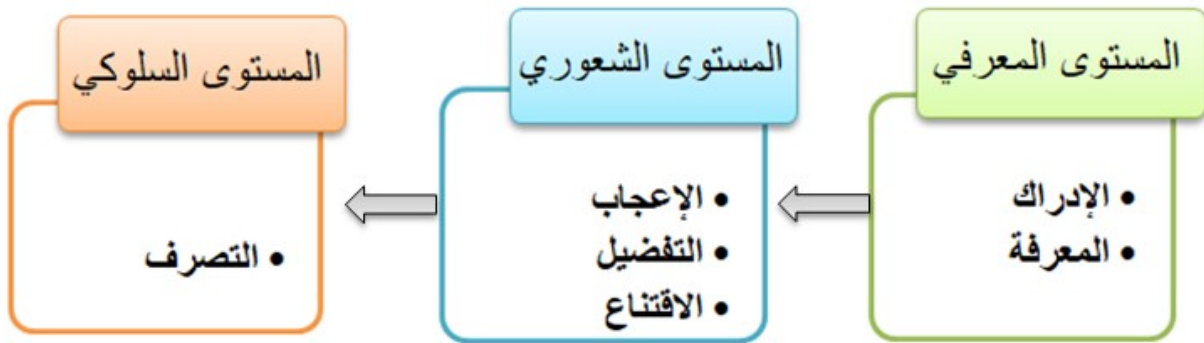 المستوى المعرفي
• الإدراك
• المعرفة
المستوى الشعوري
• الإعجاب
• التفضيل
• الاقتناع
المستوى السلوكي
• التصرف